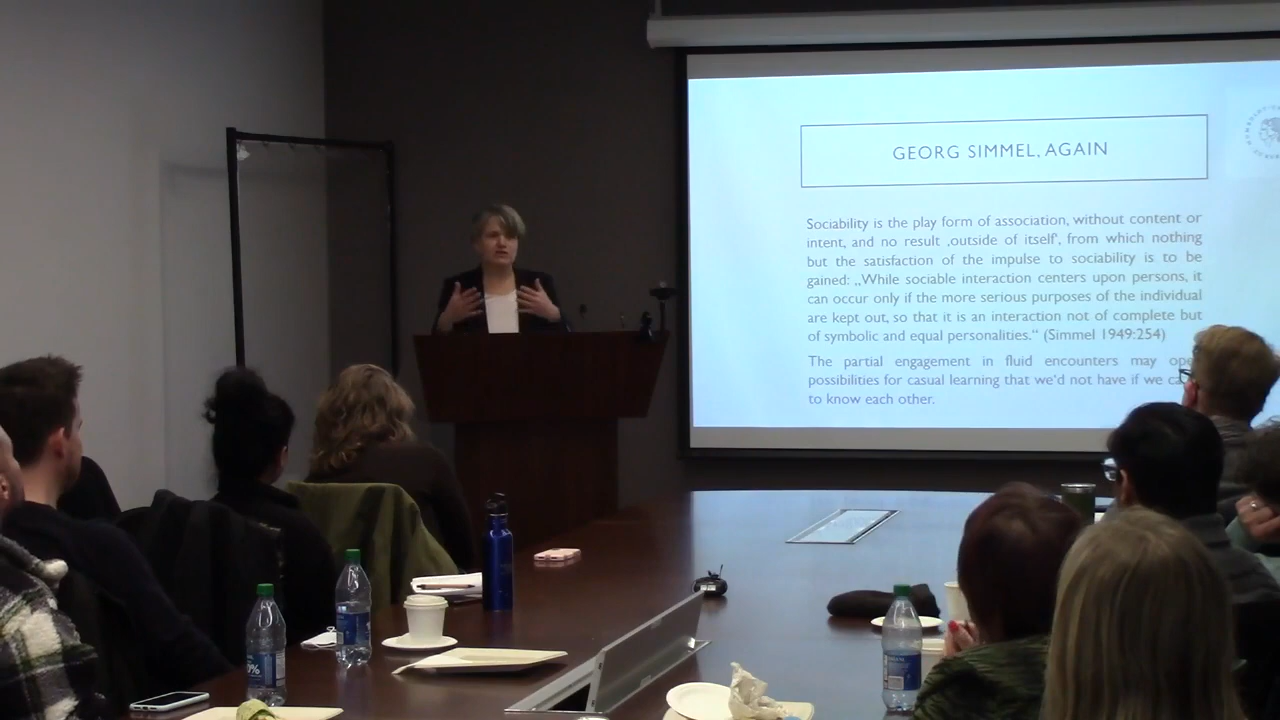 GEORG SIMMEL, AGAIN
Sociability is the play form of association, without content or
intent, and no result ‚outside of itself', from which nothing
but the satisfaction of the impulse to sociability is to be
gained: „While sociable interaction centers upon persons, it
can occur only if the more serious purposes of the individual
are kept out, so that it is an interaction not of complete but
of symbolic and equal personalities.“ (Simmel 1949:254)
The partial engagement in fluid encounters may
possibilities for casual learning that we'd not have if we
to know each other.